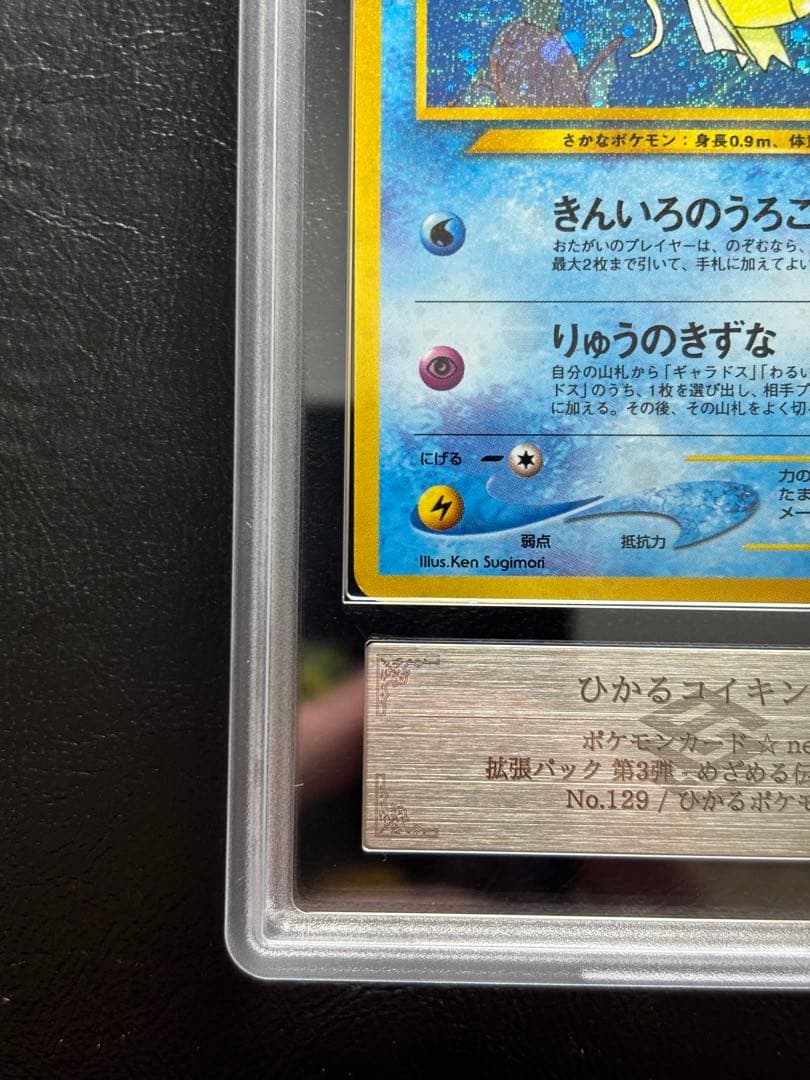 さかなポケモン：身長0.9m、体
きんいろのうろこ
おたがいのプレイヤーは、のぞむなら、
最大2枚まで引いて、手札に加えてよい
りゅうのきずな
自分の山札から「ギャラドス」「わるい
ドス」のうち、1枚を選び出し、相手プ
に加える。その後、その山札をよく切
にげる
力の
たま
メー
弱点 抵抗力
Illus.Ken Sugimori
ひかるコイキン
ポケモンカード ☆ ne
拡張パック 第3弾 - めざめる伝
No.129 / ひかるポケモ